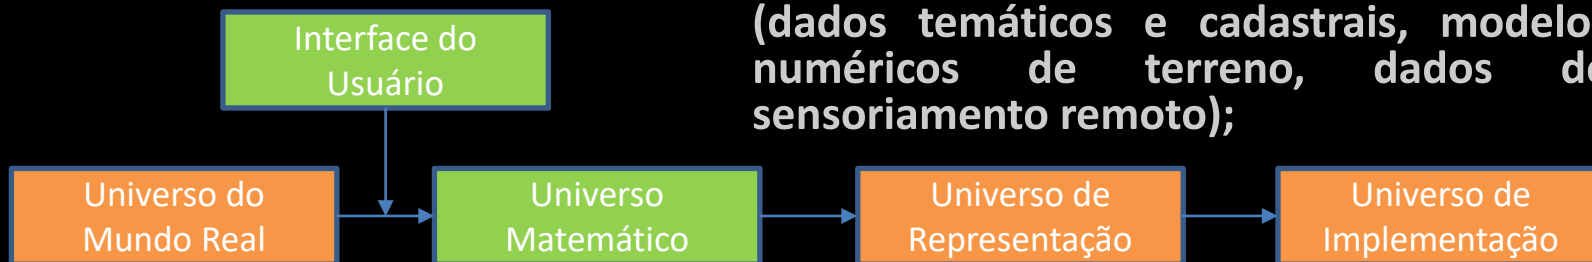 (dados temáticos e cadastrais, modelo
numéricos de terreno, dados de
sensoriamento remoto);
Interface do
Usuário
Universo do
Mundo Real
Universo
Matemático
Universo de
Representação
Universo de
Implementação